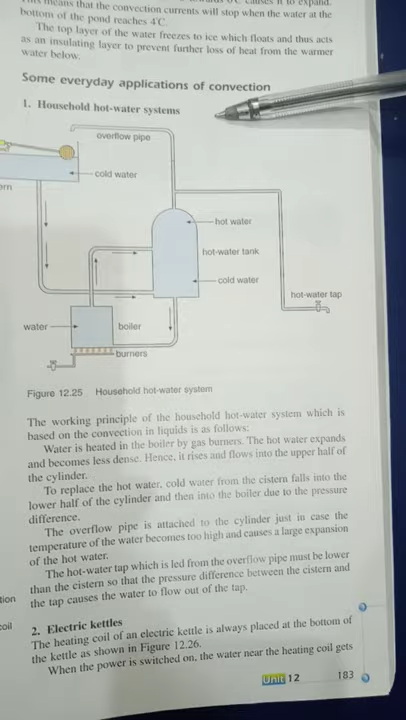 means that the convection currents will stop when the water at the
bottom of the pond reaches 4°C.
The top layer of the water freezes to ice which floats and thus acts
as an insulating layer to prevent further loss of heat from the warmer
water below.
Some everyday applications of convection
1. Household hot-water systems
overflow pipe
cold water
hot water
hot-water tank
cold water
hot-water tap
water
boiler
burners
Figure 12.25 Household hot-water system
The working principle of the household hot-water system which is
based on the convection in liquids is as follows:
Water is heated in the boiler by gas burners. The hot water expands
and becomes less dense. Hence, it rises and flows into the upper half of
the cylinder.
To replace the hot water, cold water from the cistern falls into the
lower half of the cylinder and then into the boiler due to the pressure
difference.
The overflow pipe is attached to the cylinder just in case the
temperature of the water becomes too high and causes a large expansion
of the hot water.
The hot-water tap which is led from the overflow pipe must be lower
than the cistern so that the pressure difference between the cistern and
the tap causes the water to flow out of the tap.
2. Electric kettles
The heating coil of an electric kettle is always placed at the bottom of
the kettle as shown in Figure 12.26.
When the power is switched on, the water near the heating coil gets
Unit 12 183